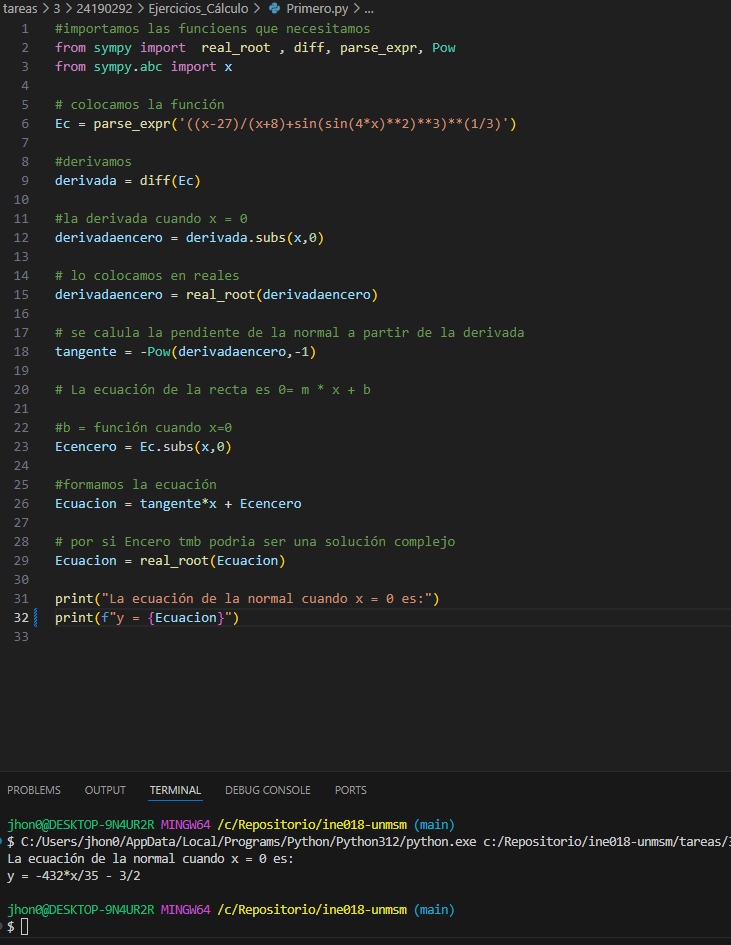 tareas > 3 > 24190292 > Ejercicios_Cálculo > Primero.py > ...
1 #importamos las funcioens que necesitamos
2 from sympy import  real_root , diff, parse_expr, Pow
3 from sympy.abc import x
4
5 # colocamos la función
6 Ec = parse_expr('((x-27)/(x+8)+sin(sin(4*x)**2)**3)**(1/3)')
7
8 #derivamos
9 derivada = diff(Ec)
10
11 #la derivada cuando x = 0
12 derivadaencero = derivada.subs(x,0)
13
14 # lo colocamos en reales
15 derivadaencero = real_root(derivadaencero)
16
17 # se calula la pendiente de la normal a partir de la derivada
18 tangente = -Pow(derivadaencero,-1)
19
20 # La ecuación de la recta es 0= m * x + b
21
22 #b = función cuando x=0
23 Ecencero = Ec.subs(x,0)
24
25 #formamos la ecuación
26 Ecuacion = tangente*x + Ecencero
27
28 # por si Encero tmb podria ser una solución complejo
29 Ecuacion = real_root(Ecuacion)
30
31 print("La ecuación de la normal cuando x = 0 es:")
32 print(f"y = {Ecuacion}")
33
PROBLEMS OUTPUT TERMINAL DEBUG CONSOLE PORTS
jhon0@DESKTOP-9N4UR2R MINGW64 /c/Repositorio/ine018-unmsm (main)
$ C:/Users/jhon0/AppData/Local/Programs/Python/Python312/python.exe c:/Repositorio/ine018-unmsm/tareas/3
La ecuación de la normal cuando x = 0 es:
y = -432*x/35 - 3/2
jhon0@DESKTOP-9N4UR2R MINGW64 /c/Repositorio/ine018-unmsm (main)
$